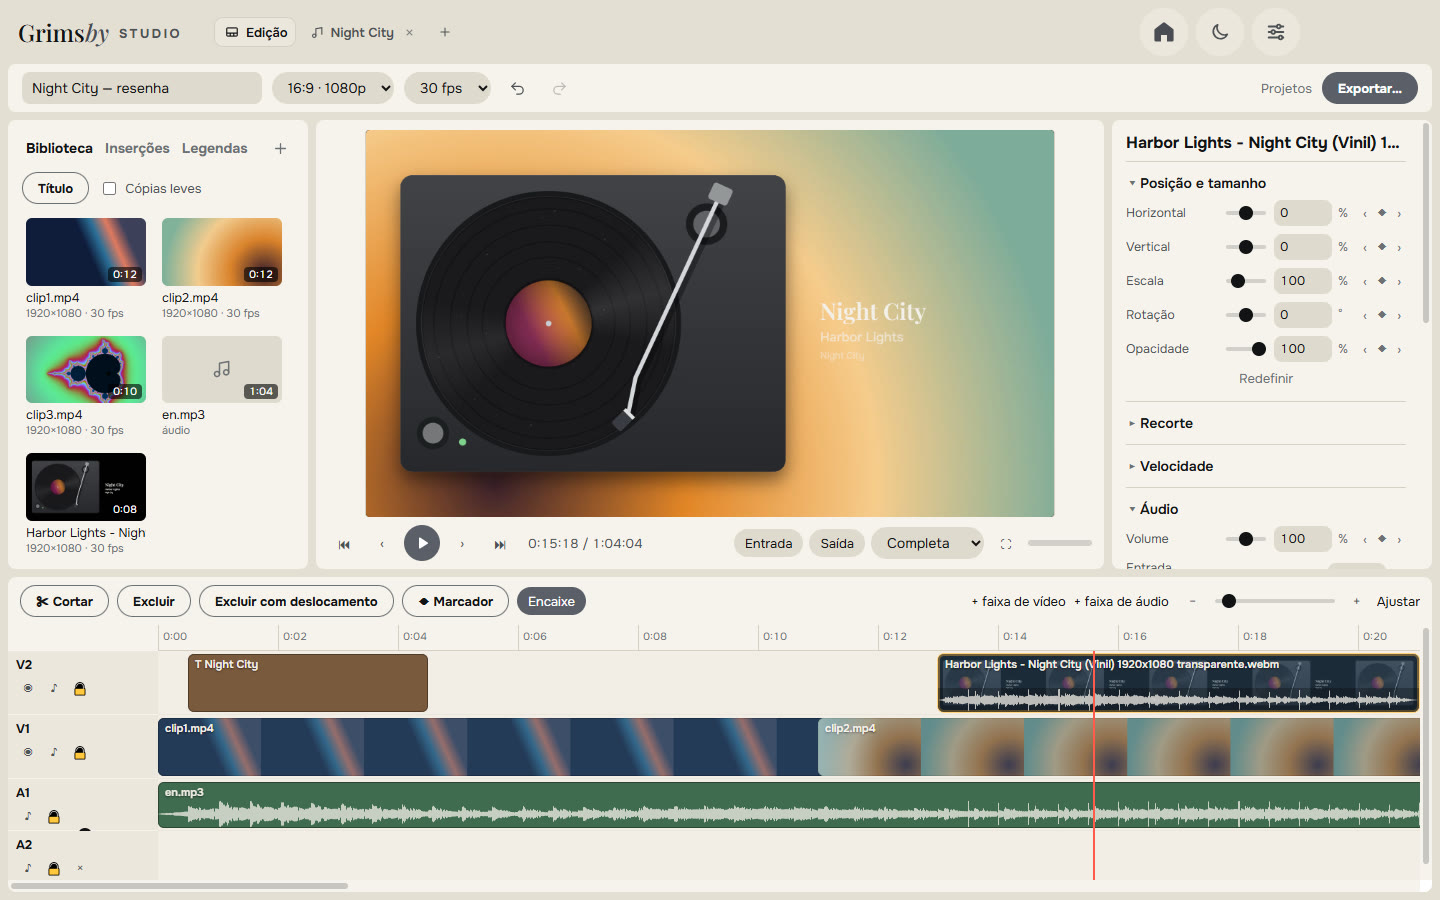 Grimsby STUDIO
Edição
Night City ×
+
Night City — resenha
16:9 · 1080p
30 fps
Projetos
Exportar...
Biblioteca Inserções Legendas +
Título
Cópias leves
0:12
clip1.mp4
1920×1080 · 30 fps
0:12
clip2.mp4
1920×1080 · 30 fps
0:10
clip3.mp4
1920×1080 · 30 fps
1:04
en.mp3
áudio
0:08
Harbor Lights - Nigh
1920×1080 · 30 fps
Night City
Harbor Lights
Night City
0:15:18 / 1:04:04
Entrada
Saída
Completa
Harbor Lights - Night City (Vinil) 1...
Posição e tamanho
Horizontal 0 %
Vertical 0 %
Escala 100 %
Rotação 0 °
Opacidade 100 %
Redefinir
Recorte
Velocidade
Áudio
Volume 100 %
Entrada
Cortar
Excluir
Excluir com deslocamento
Marcador
Encaixe
+ faixa de vídeo + faixa de áudio
− + Ajustar
0:00 0:02 0:04 0:06 0:08 0:10 0:12 0:14 0:16 0:18 0:20
V2
T Night City
Harbor Lights - Night City (Vinil) 1920x1080 transparente.webm
V1
clip1.mp4
clip2.mp4
A1
en.mp3
A2
×